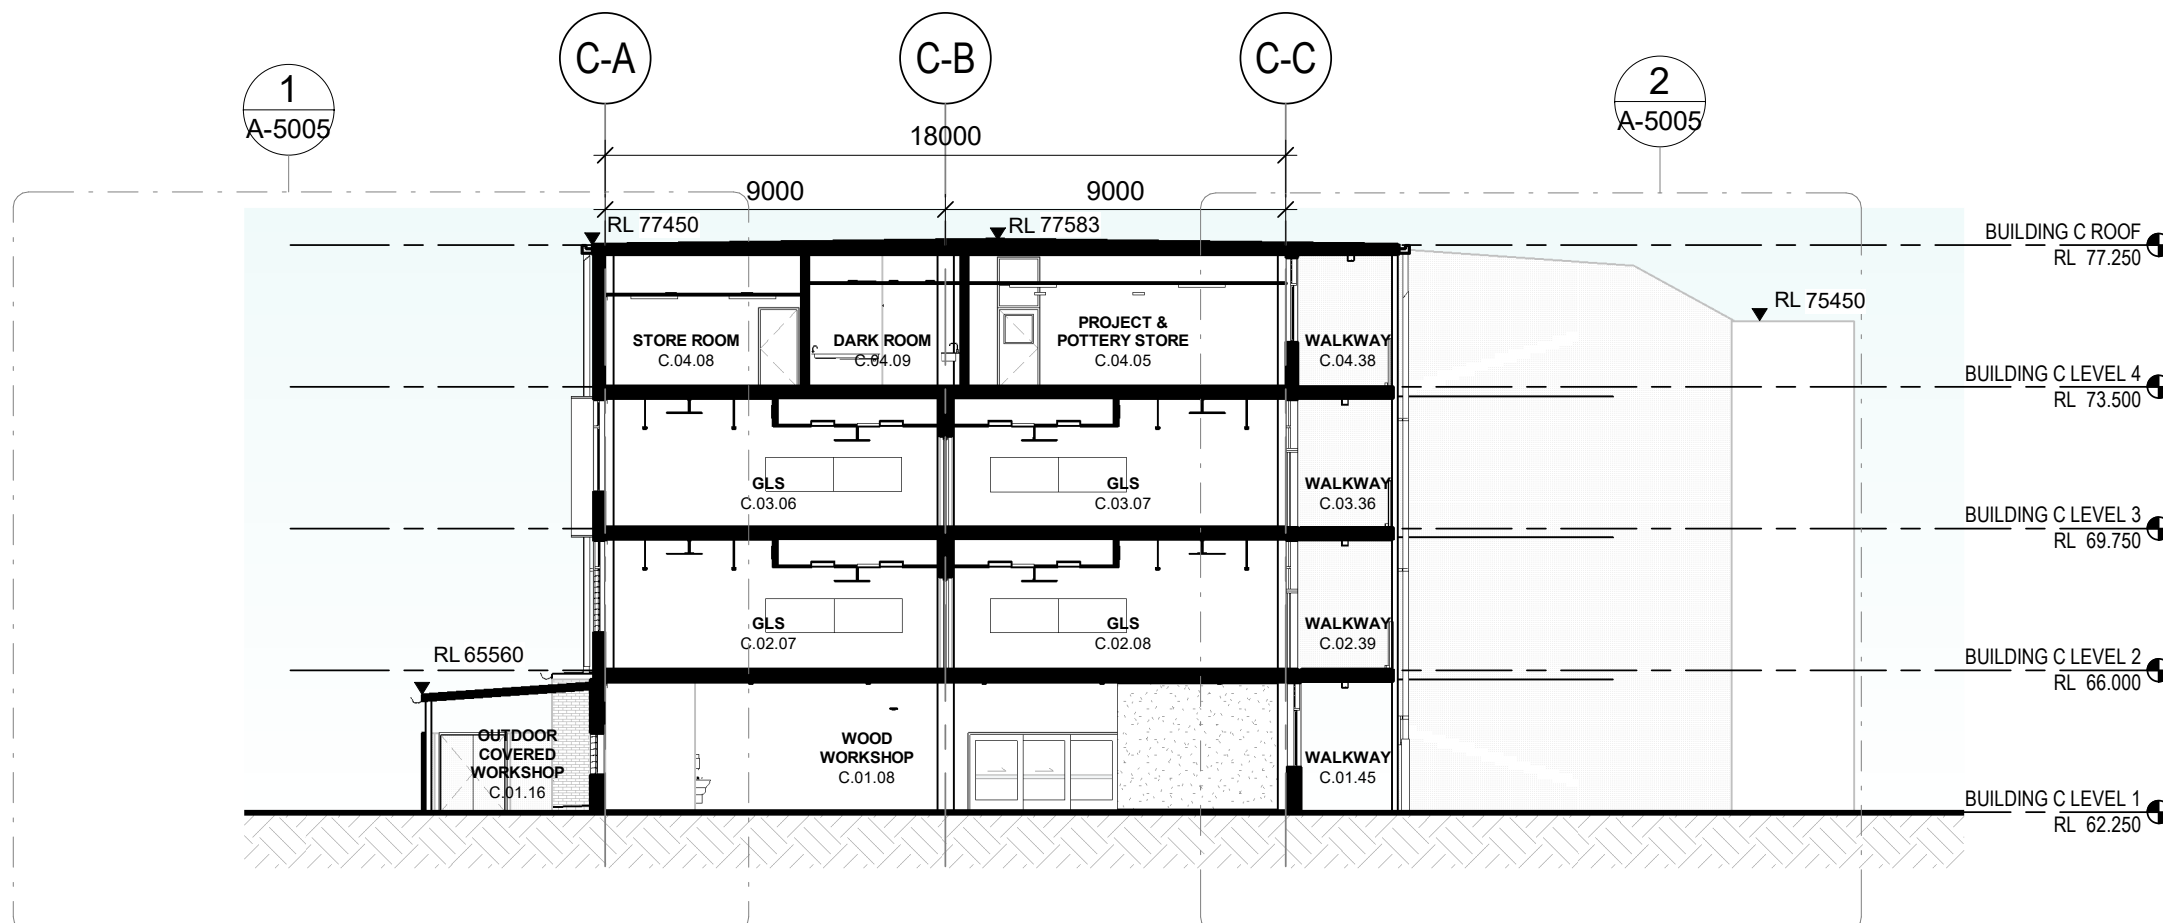 C-A
C-B
C-C
1
A-5005
2
A-5005
18000
9000
9000
RL 77450
RL 77583
BUILDING C ROOF
RL 77.250
RL 75450
STORE ROOM
C.04.08
DARK ROOM
C.04.09
PROJECT &
POTTERY STORE
C.04.05
WALKWAY
C.04.38
BUILDING C LEVEL 4
RL 73.500
GLS
C.03.06
GLS
C.03.07
WALKWAY
C.03.36
BUILDING C LEVEL 3
RL 69.750
GLS
C.02.07
GLS
C.02.08
WALKWAY
C.02.39
RL 65560
BUILDING C LEVEL 2
RL 66.000
OUTDOOR
COVERED
WORKSHOP
C.01.16
WOOD
WORKSHOP
C.01.08
WALKWAY
C.01.45
BUILDING C LEVEL 1
RL 62.250